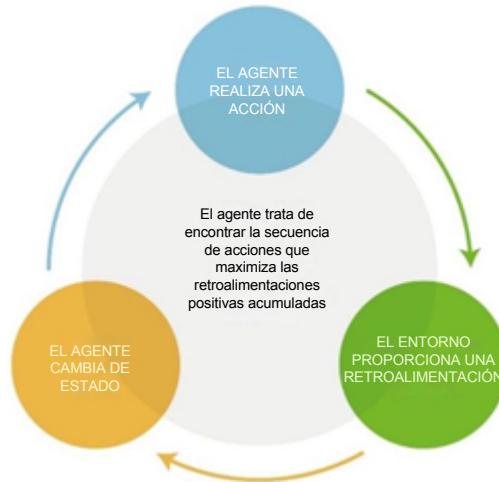 EL AGENTE
REALIZA UNA
ACCIÓN
El agente trata de
encontrar la secuencia
de acciones que
maximiza las
retroalimentaciones
positivas acumuladas
EL AGENTE
CAMBIA DE
ESTADO
EL ENTORNO
PROPORCIONA UNA
RETROALIMENTACIÓN